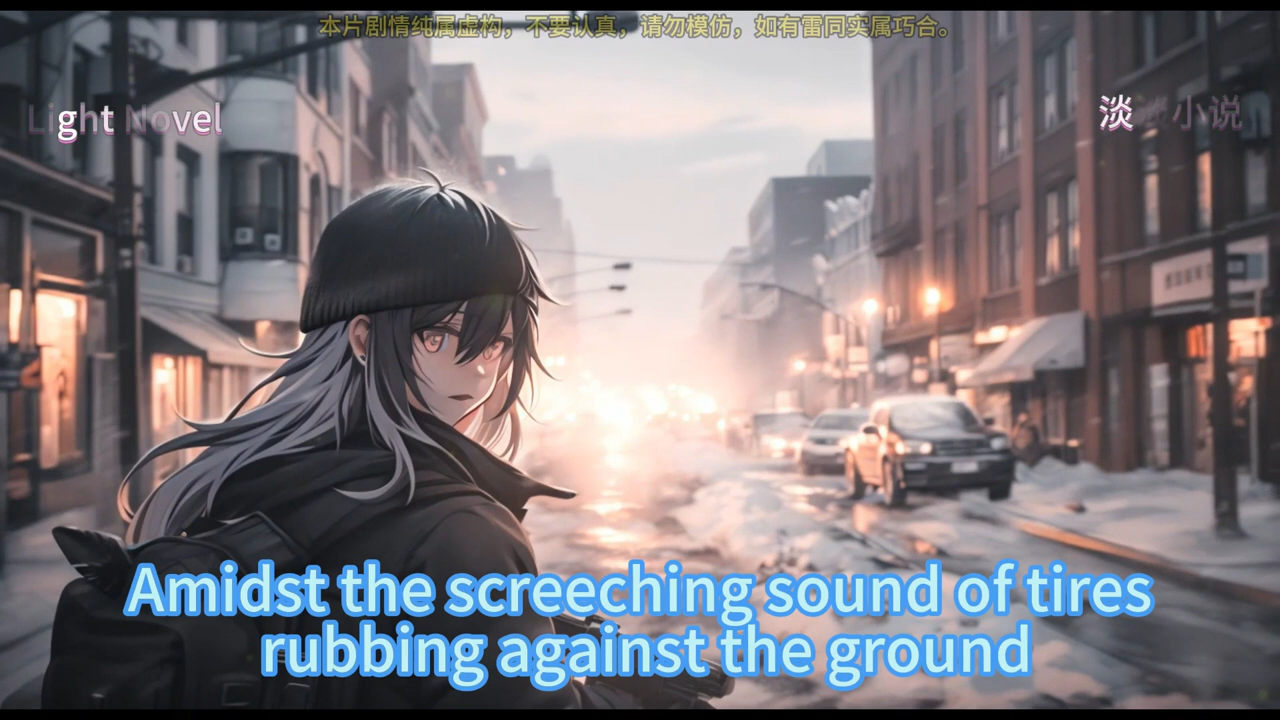 本片剧情纯属虚构，不要认真，请勿模仿，如有雷同实属巧合。
Light Novel
淡淡小说
Amidst the screeching sound of tires
rubbing against the ground